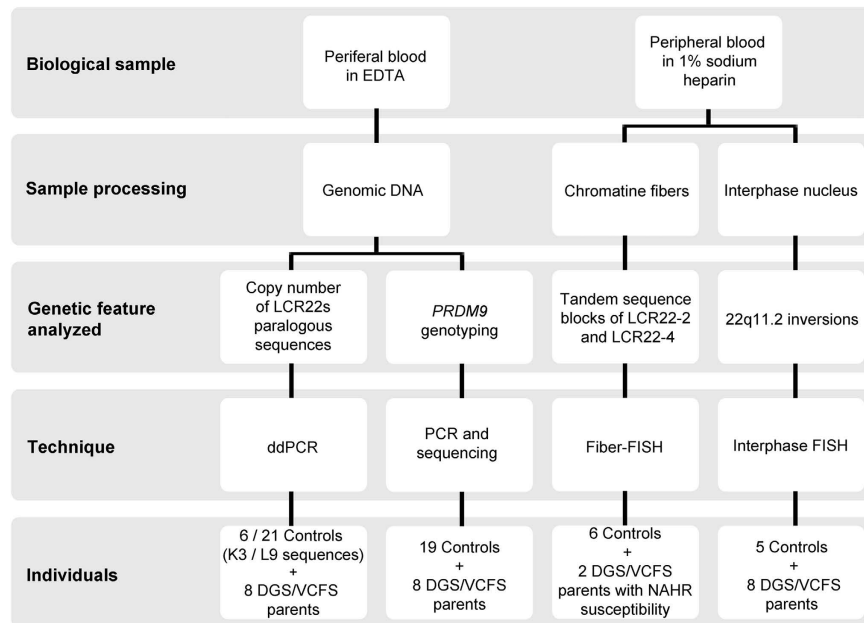 Biological sample
Periferal blood
in EDTA
Peripheral blood
in 1% sodium
heparin
Sample processing
Genomic DNA
Chromatine fibers
Interphase nucleus
Genetic feature
analyzed
Copy number
of LCR22s
paralogous
sequences
PRDM9
genotyping
Tandem sequence
blocks of LCR22-2
and LCR22-4
22q11.2 inversions
Technique
ddPCR
PCR and
sequencing
Fiber-FISH
Interphase FISH
Individuals
6 / 21 Controls
(K3 / L9 sequences)
+
8 DGS/VCFS
parents
19 Controls
+
8 DGS/VCFS
parents
6 Controls
+
2 DGS/VCFS
parents with NAHR
susceptibility
5 Controls
+
8 DGS/VCFS
parents